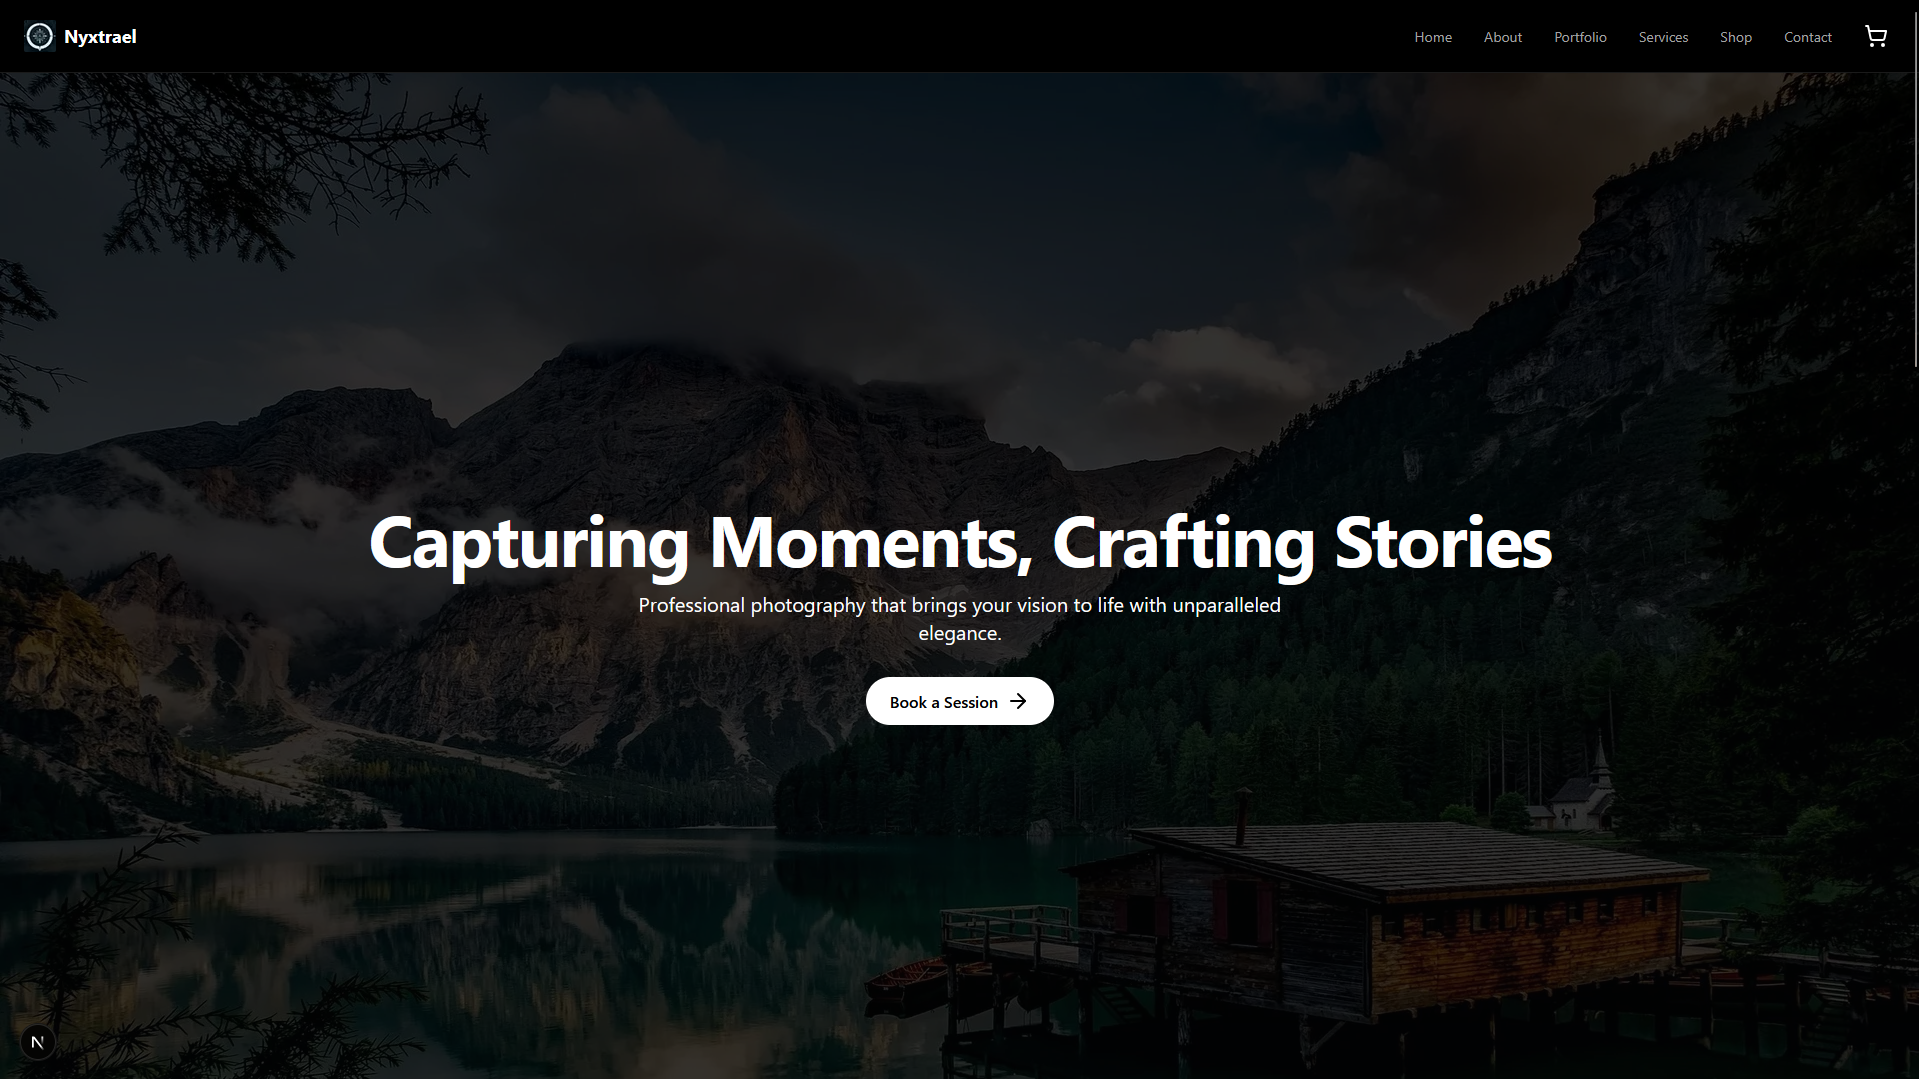 Nyxtrael
Home
About
Portfolio
Services
Shop
Contact
Capturing Moments, Crafting Stories
Professional photography that brings your vision to life with unparalleled
elegance.
Book a Session
N